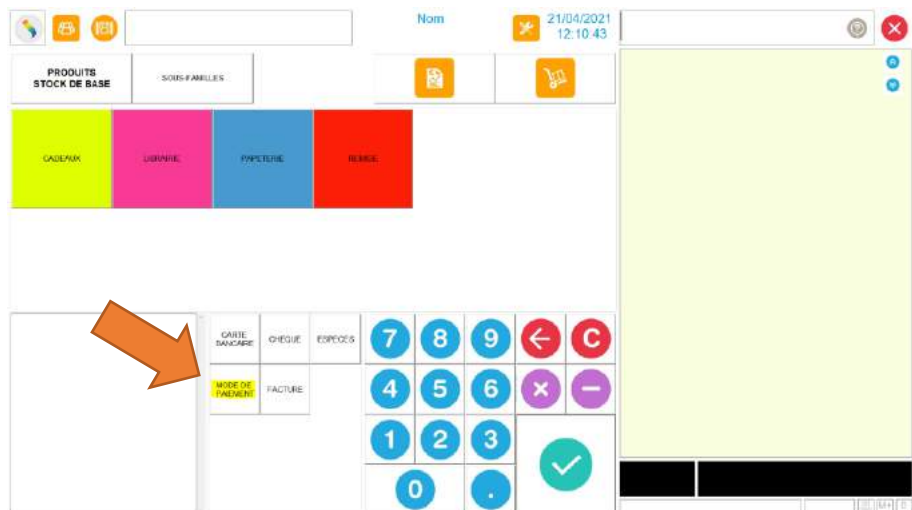 Nom
21/04/2021
12:10:43
PRODUITS
STOCK DE BASE
SOUS-FAMILLES
CADEAUX
LIBRAIRIE
PAPETERIE
REMISE
CARTE
BANCAIRE
CHEQUE
ESPECES
7
8
9
C
MODE DE
PAIEMENT
FACTURE
4
5
6
1
2
3
0
.